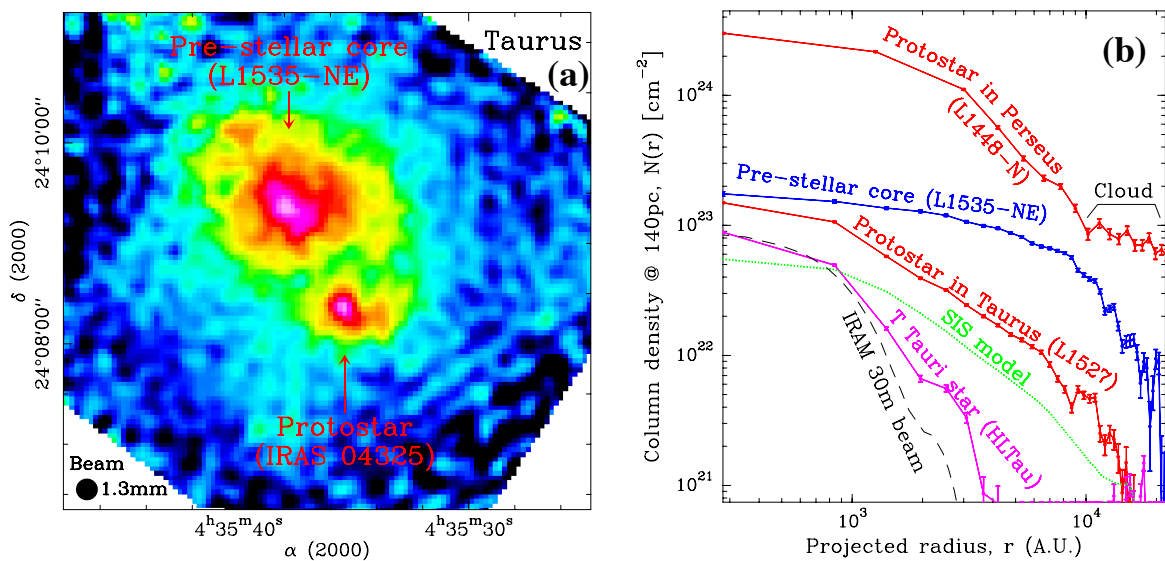 Taurus
Pre-stellar core
(L1535-NE)
(a)
Protostar
(IRAS 04325)
Beam
1.3mm
24°10'00''
24°08'00''
δ (2000)
4h35m40s
4h35m30s
α (2000)
(b)
Protostar in Perseus
(L1448-N)
Cloud
Pre-stellar core (L1535-NE)
Protostar in Taurus (L1527)
SIS model
T Tauri star (HLTau)
IRAM 30m beam
10^24
10^23
10^22
10^21
Column density @ 140pc, N(r) [cm^-2]
10^3
10^4
Projected radius, r (A.U.)